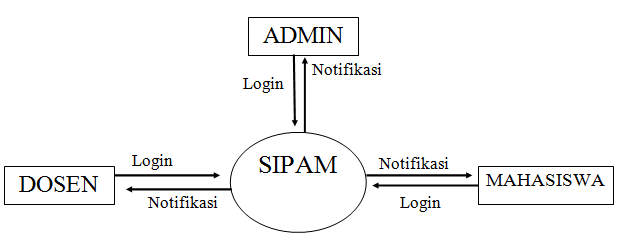 ADMIN
Login
Notifikasi
SIPAM
DOSEN
Login
Notifikasi
Notifikasi
Login
MAHASISWA